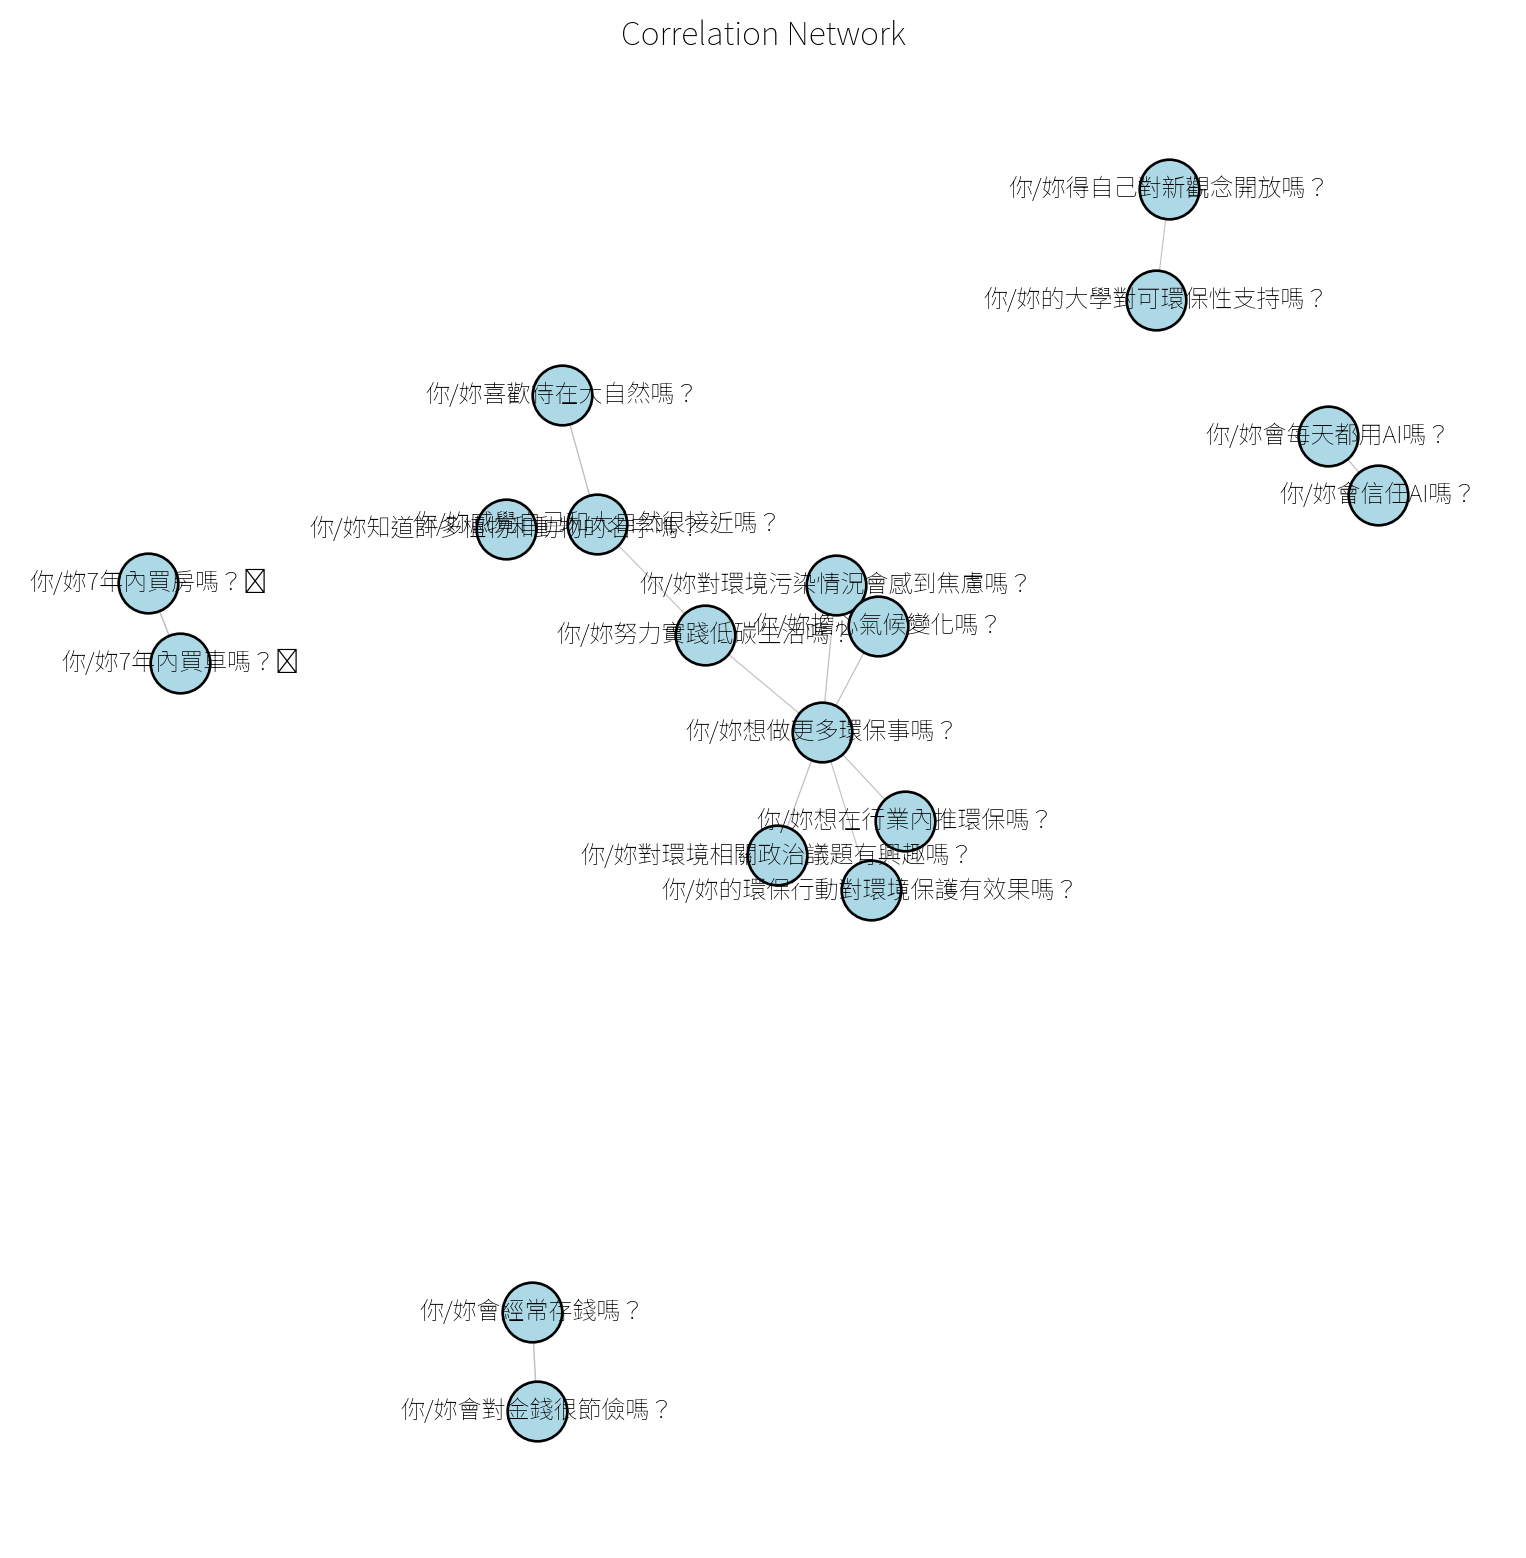 Correlation Network
你/妳得自己對新觀念開放嗎？
你/妳的大學對可環保性支持嗎？
你/妳喜歡待在大自然嗎？
你/妳會每天都用AI嗎？
你/妳會信任AI嗎？
你/妳感覺自己和大自然很接近嗎？
你/妳知道許多植物和動物的名字嗎？
你/妳7年內買房嗎？
你/妳對環境污染情況會感到焦慮嗎？
你/妳擔心氣候變化嗎？
你/妳努力實踐低碳生活嗎？
你/妳7年內買車嗎？
你/妳想做更多環保事嗎？
你/妳想在行業內推環保嗎？
你/妳對環境相關政治議題有興趣嗎？
你/妳的環保行動對環境保護有效果嗎？
你/妳會經常存錢嗎？
你/妳會對金錢很節儉嗎？